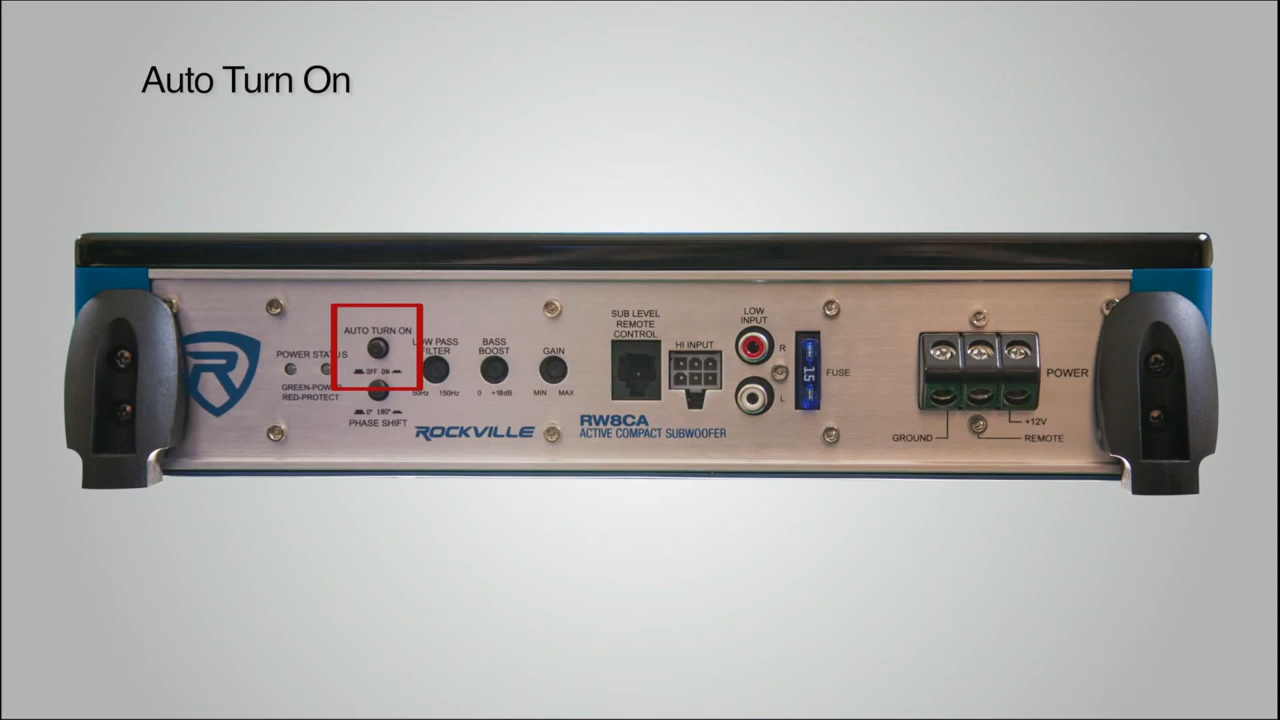 Auto Turn On
AUTO TURN ON
OFF ON
POWER STATUS
GREEN-POWER
RED-PROTECT
0° 180°
PHASE SHIFT
LOW PASS
FILTER
50Hz 150Hz
BASS
BOOST
0 +18dB
GAIN
MIN MAX
ROCKVILLE
SUB LEVEL
REMOTE
CONTROL
HI INPUT
RW8CA
ACTIVE COMPACT SUBWOOFER
LOW
INPUT
R
L
15
FUSE
POWER
GROUND
+12V
REMOTE